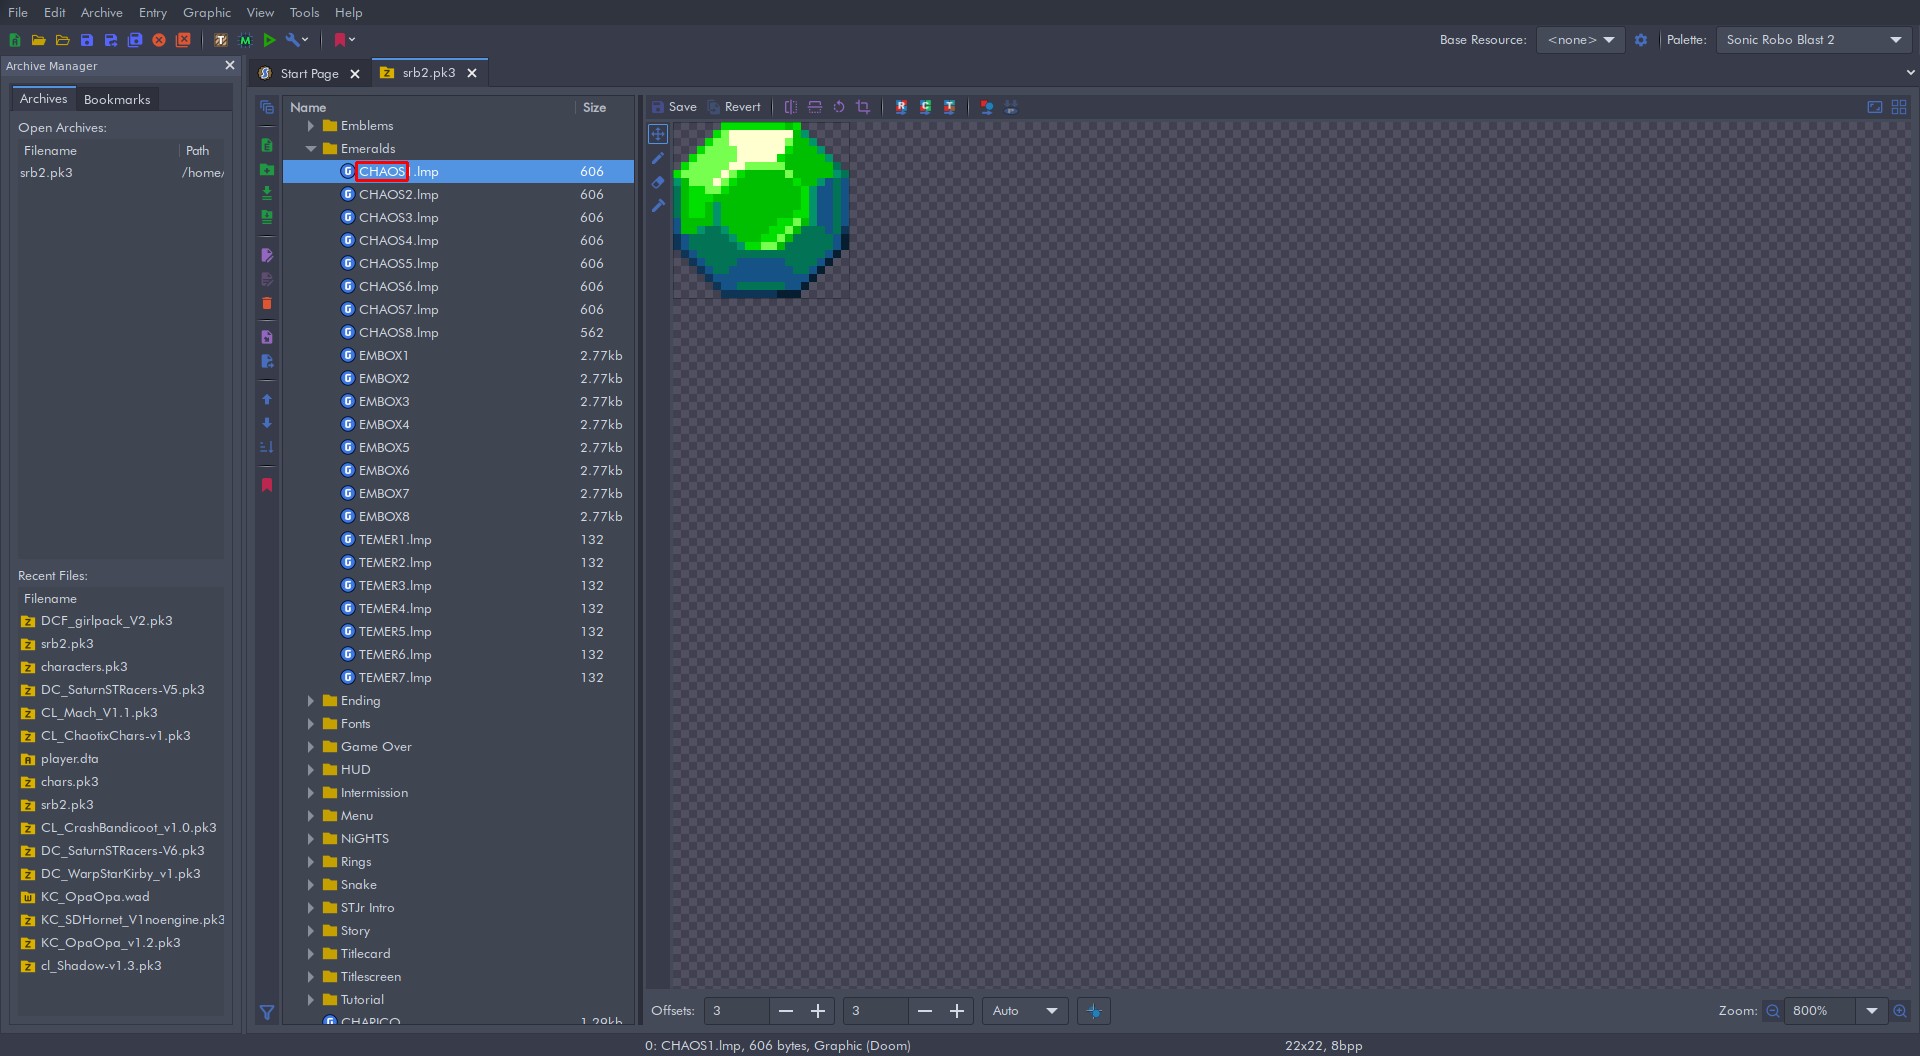 File Edit Archive Entry Graphic View Tools Help
Base Resource: <none> Palette: Sonic Robo Blast 2
Archive Manager
Start Page srb2.pk3
Archives Bookmarks
Open Archives:
Filename Path
srb2.pk3 /home/
Recent Files:
Filename
DCF_girlpack_V2.pk3
srb2.pk3
characters.pk3
DC_SaturnSTRacers-V5.pk3
CL_Mach_V1.1.pk3
CL_ChaotixChars-v1.pk3
player.dta
chars.pk3
srb2.pk3
CL_CrashBandicoot_v1.0.pk3
DC_SaturnSTRacers-V6.pk3
DC_WarpStarKirby_v1.pk3
KC_OpaOpa.wad
KC_SDHornet_V1noengine.pk3
KC_OpaOpa_v1.2.pk3
cl_Shadow-v1.3.pk3
Name Size
Emblems
Emeralds
CHAOS1.lmp 606
CHAOS2.lmp 606
CHAOS3.lmp 606
CHAOS4.lmp 606
CHAOS5.lmp 606
CHAOS6.lmp 606
CHAOS7.lmp 606
CHAOS8.lmp 562
EMBOX1 2.77kb
EMBOX2 2.77kb
EMBOX3 2.77kb
EMBOX4 2.77kb
EMBOX5 2.77kb
EMBOX6 2.77kb
EMBOX7 2.77kb
EMBOX8 2.77kb
TEMER1.lmp 132
TEMER2.lmp 132
TEMER3.lmp 132
TEMER4.lmp 132
TEMER5.lmp 132
TEMER6.lmp 132
TEMER7.lmp 132
Ending
Fonts
Game Over
HUD
Intermission
Menu
NiGHTS
Rings
Snake
STJr Intro
Story
Titlecard
Titlescreen
Tutorial
CHAPICO 1.29kb
Save Revert
Offsets: 3 3 Auto
Zoom: 800%
0: CHAOS1.lmp, 606 bytes, Graphic (Doom) 22x22, 8bpp